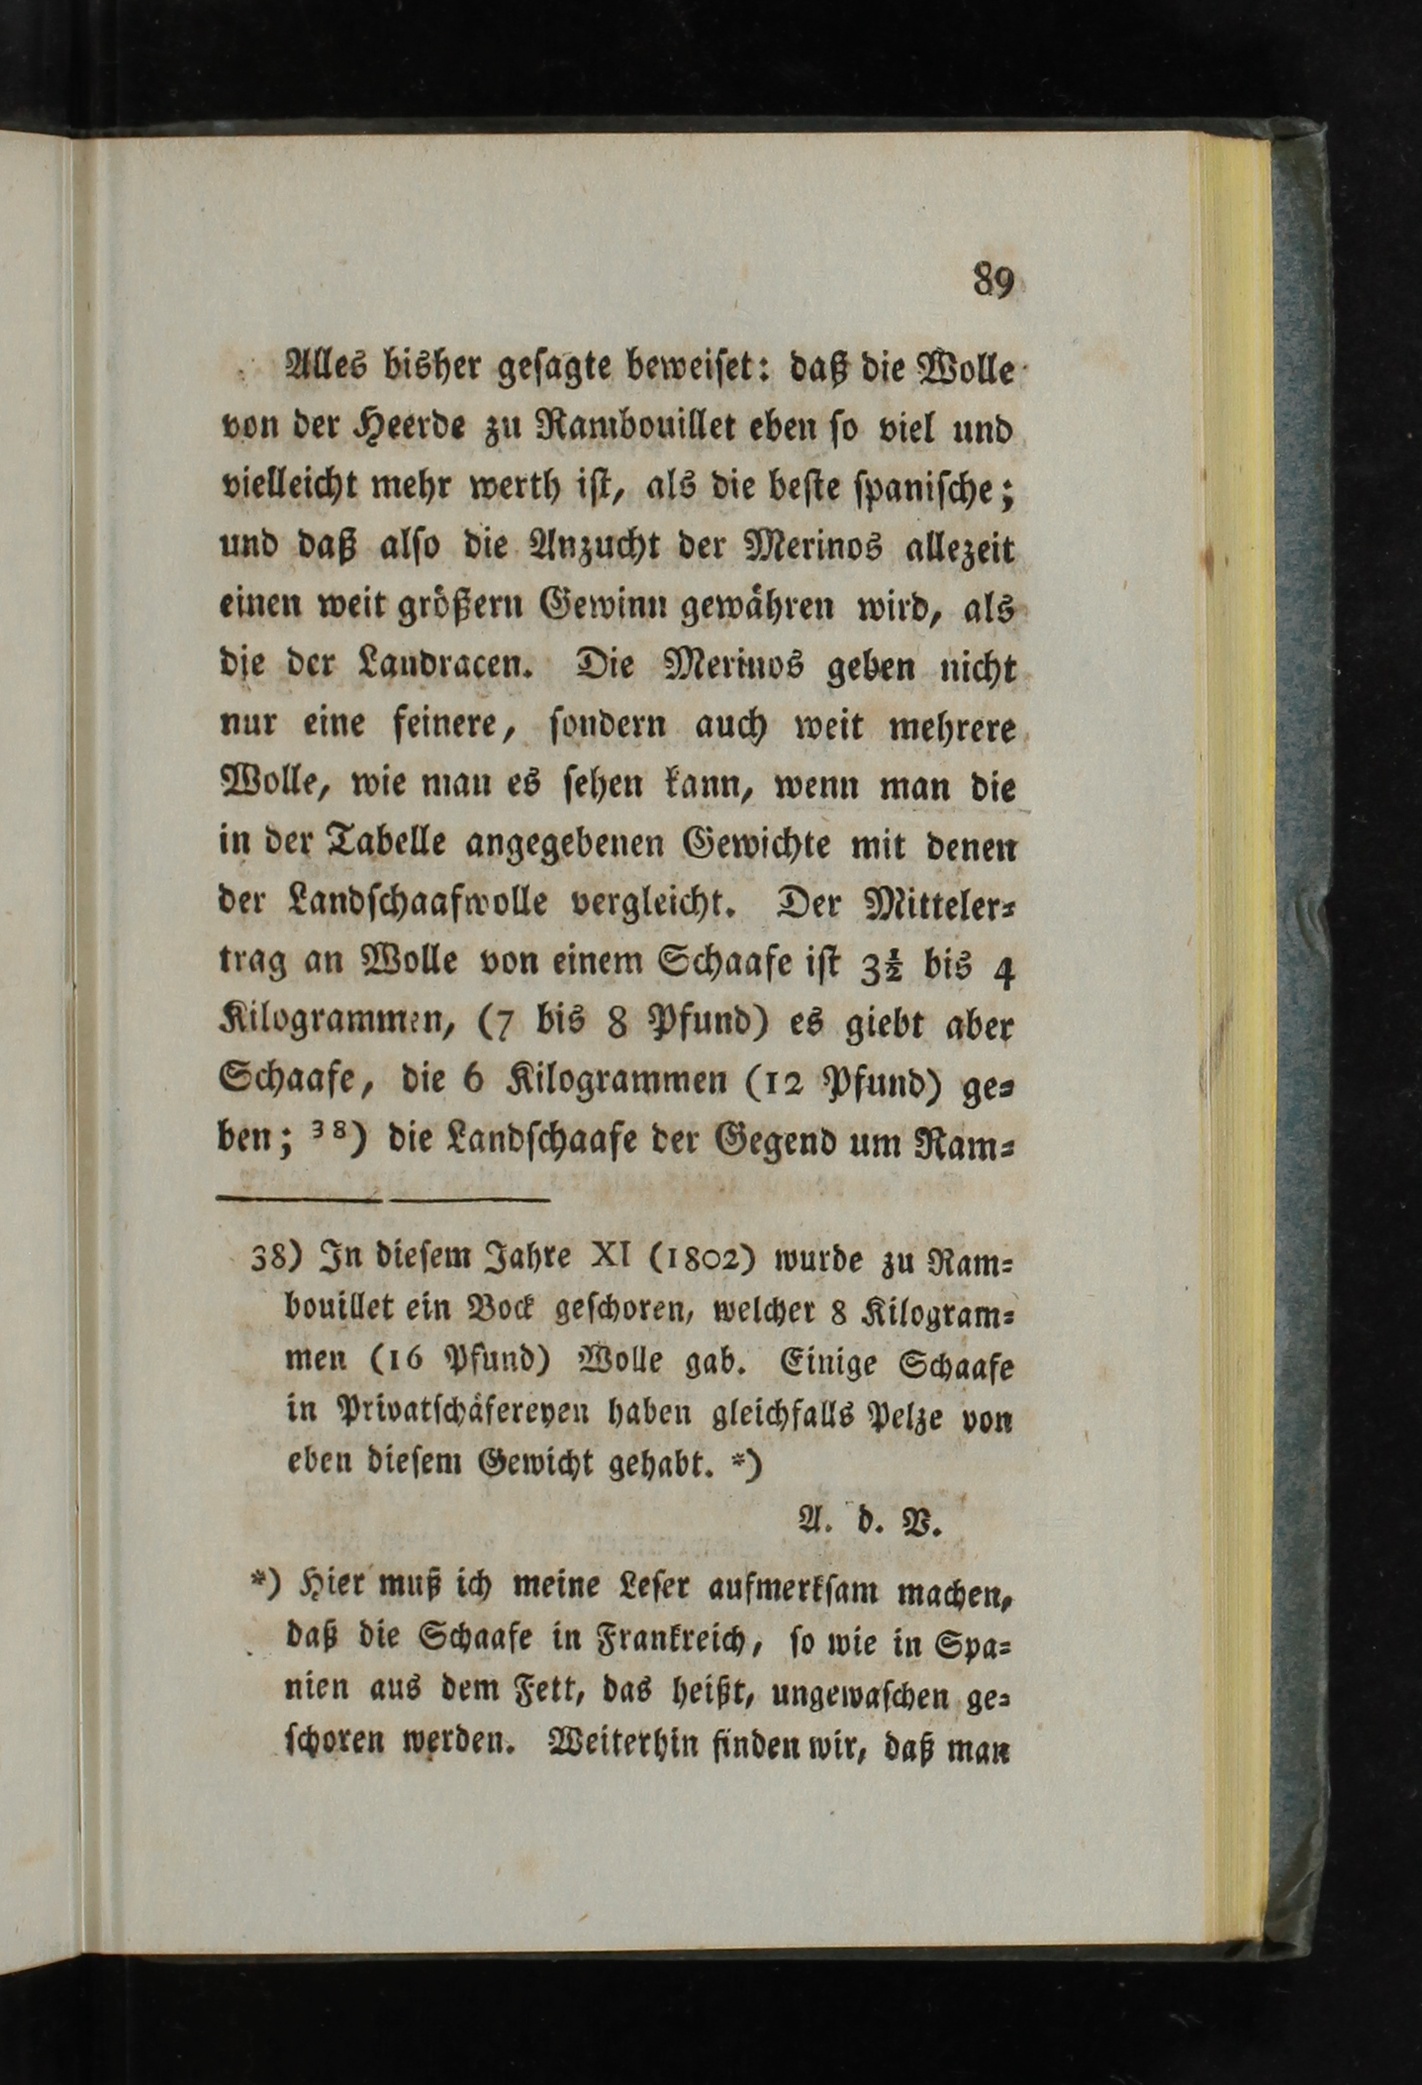 89
Alles bisher gesagte beweiset: daß die Wolle
von der Heerde zu Rambouillet eben so viel und
vielleicht mehr werth ist, als die beste spanische;
und daß also die Anzucht der Merinos allezeit
einen weit größern Gewinn gewähren wird, als
die der Landracen. Die Merinos geben nicht
nur eine feinere, sondern auch weit mehrere
Wolle, wie man es sehen kann, wenn man die
in der Tabelle angegebenen Gewichte mit denen
der Landschaafwolle vergleicht. Der Mitteler-
trag an Wolle von einem Schaafe ist 3½ bis 4
Kilogrammen, (7 bis 8 Pfund) es giebt aber
Schaafe, die 6 Kilogrammen (12 Pfund) ge-
ben; ³⁸) die Landschaafe der Gegend um Ram-
38) In diesem Jahre XI (1802) wurde zu Ram-
bouillet ein Bock geschoren, welcher 8 Kilogram-
men (16 Pfund) Wolle gab. Einige Schaafe
in Privatschäfereyen haben gleichfalls Pelze von
eben diesem Gewicht gehabt. *)
A. d. V.
*) Hier muß ich meine Leser aufmerksam machen,
daß die Schaafe in Frankreich, so wie in Spa-
nien aus dem Fett, das heißt, ungewaschen ge-
schoren werden. Weiterhin finden wir, daß man